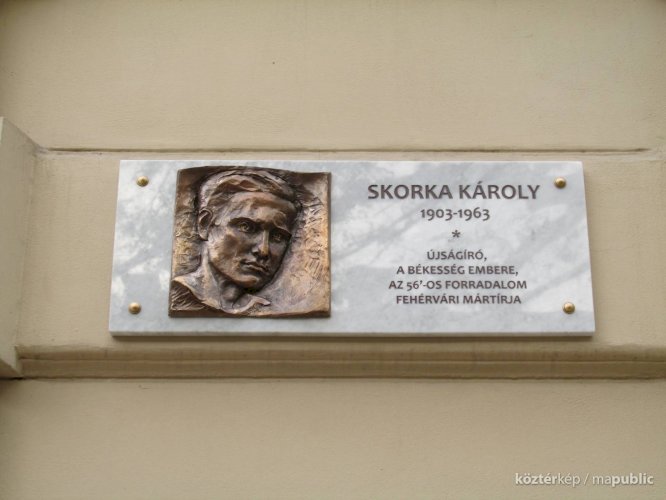 SKORKA KÁROLY
1903-1963
*
ÚJSÁGÍRÓ,
A BÉKESSÉG EMBERE,
AZ 56'-OS FORRADALOM
FEHÉRVÁRI MÁRTÍRJA
köztérkép / mapublic